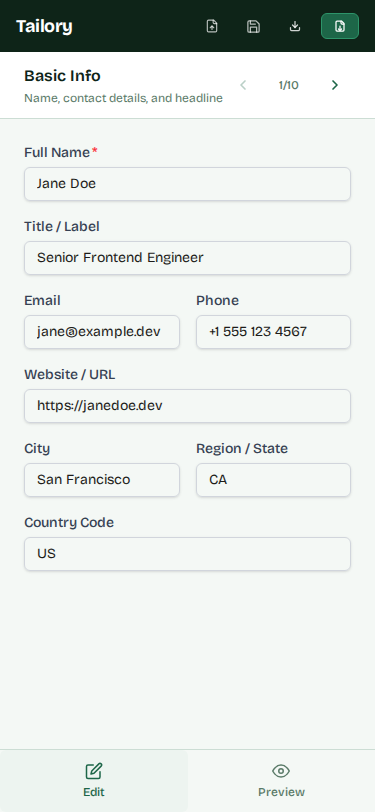 Tailory
Basic Info
Name, contact details, and headline
1/10
Full Name*
Jane Doe
Title / Label
Senior Frontend Engineer
Email
Phone
jane@example.dev
+1 555 123 4567
Website / URL
https://janedoe.dev
City
Region / State
San Francisco
CA
Country Code
US
Edit
Preview